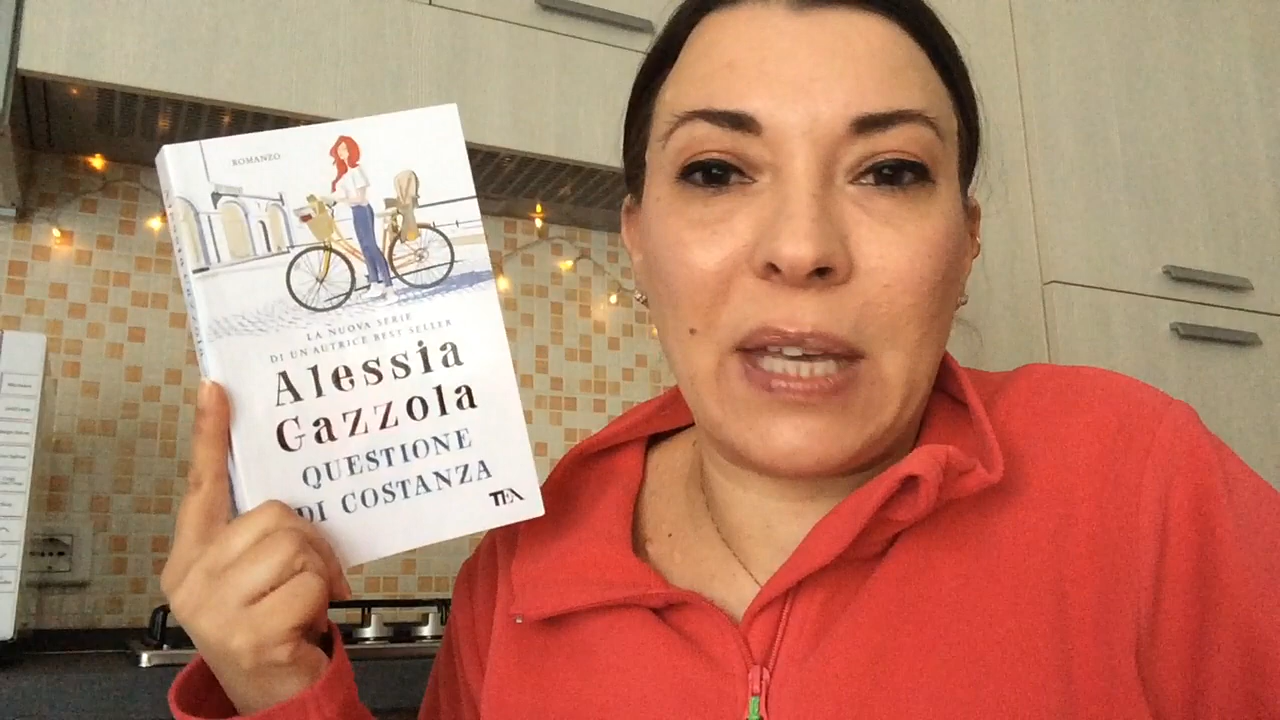 ROMANZO
LA NUOVA SERIE
DI UN'AUTRICE BEST SELLER
Alessia
Gazzola
QUESTIONE
DI COSTANZA
TEA